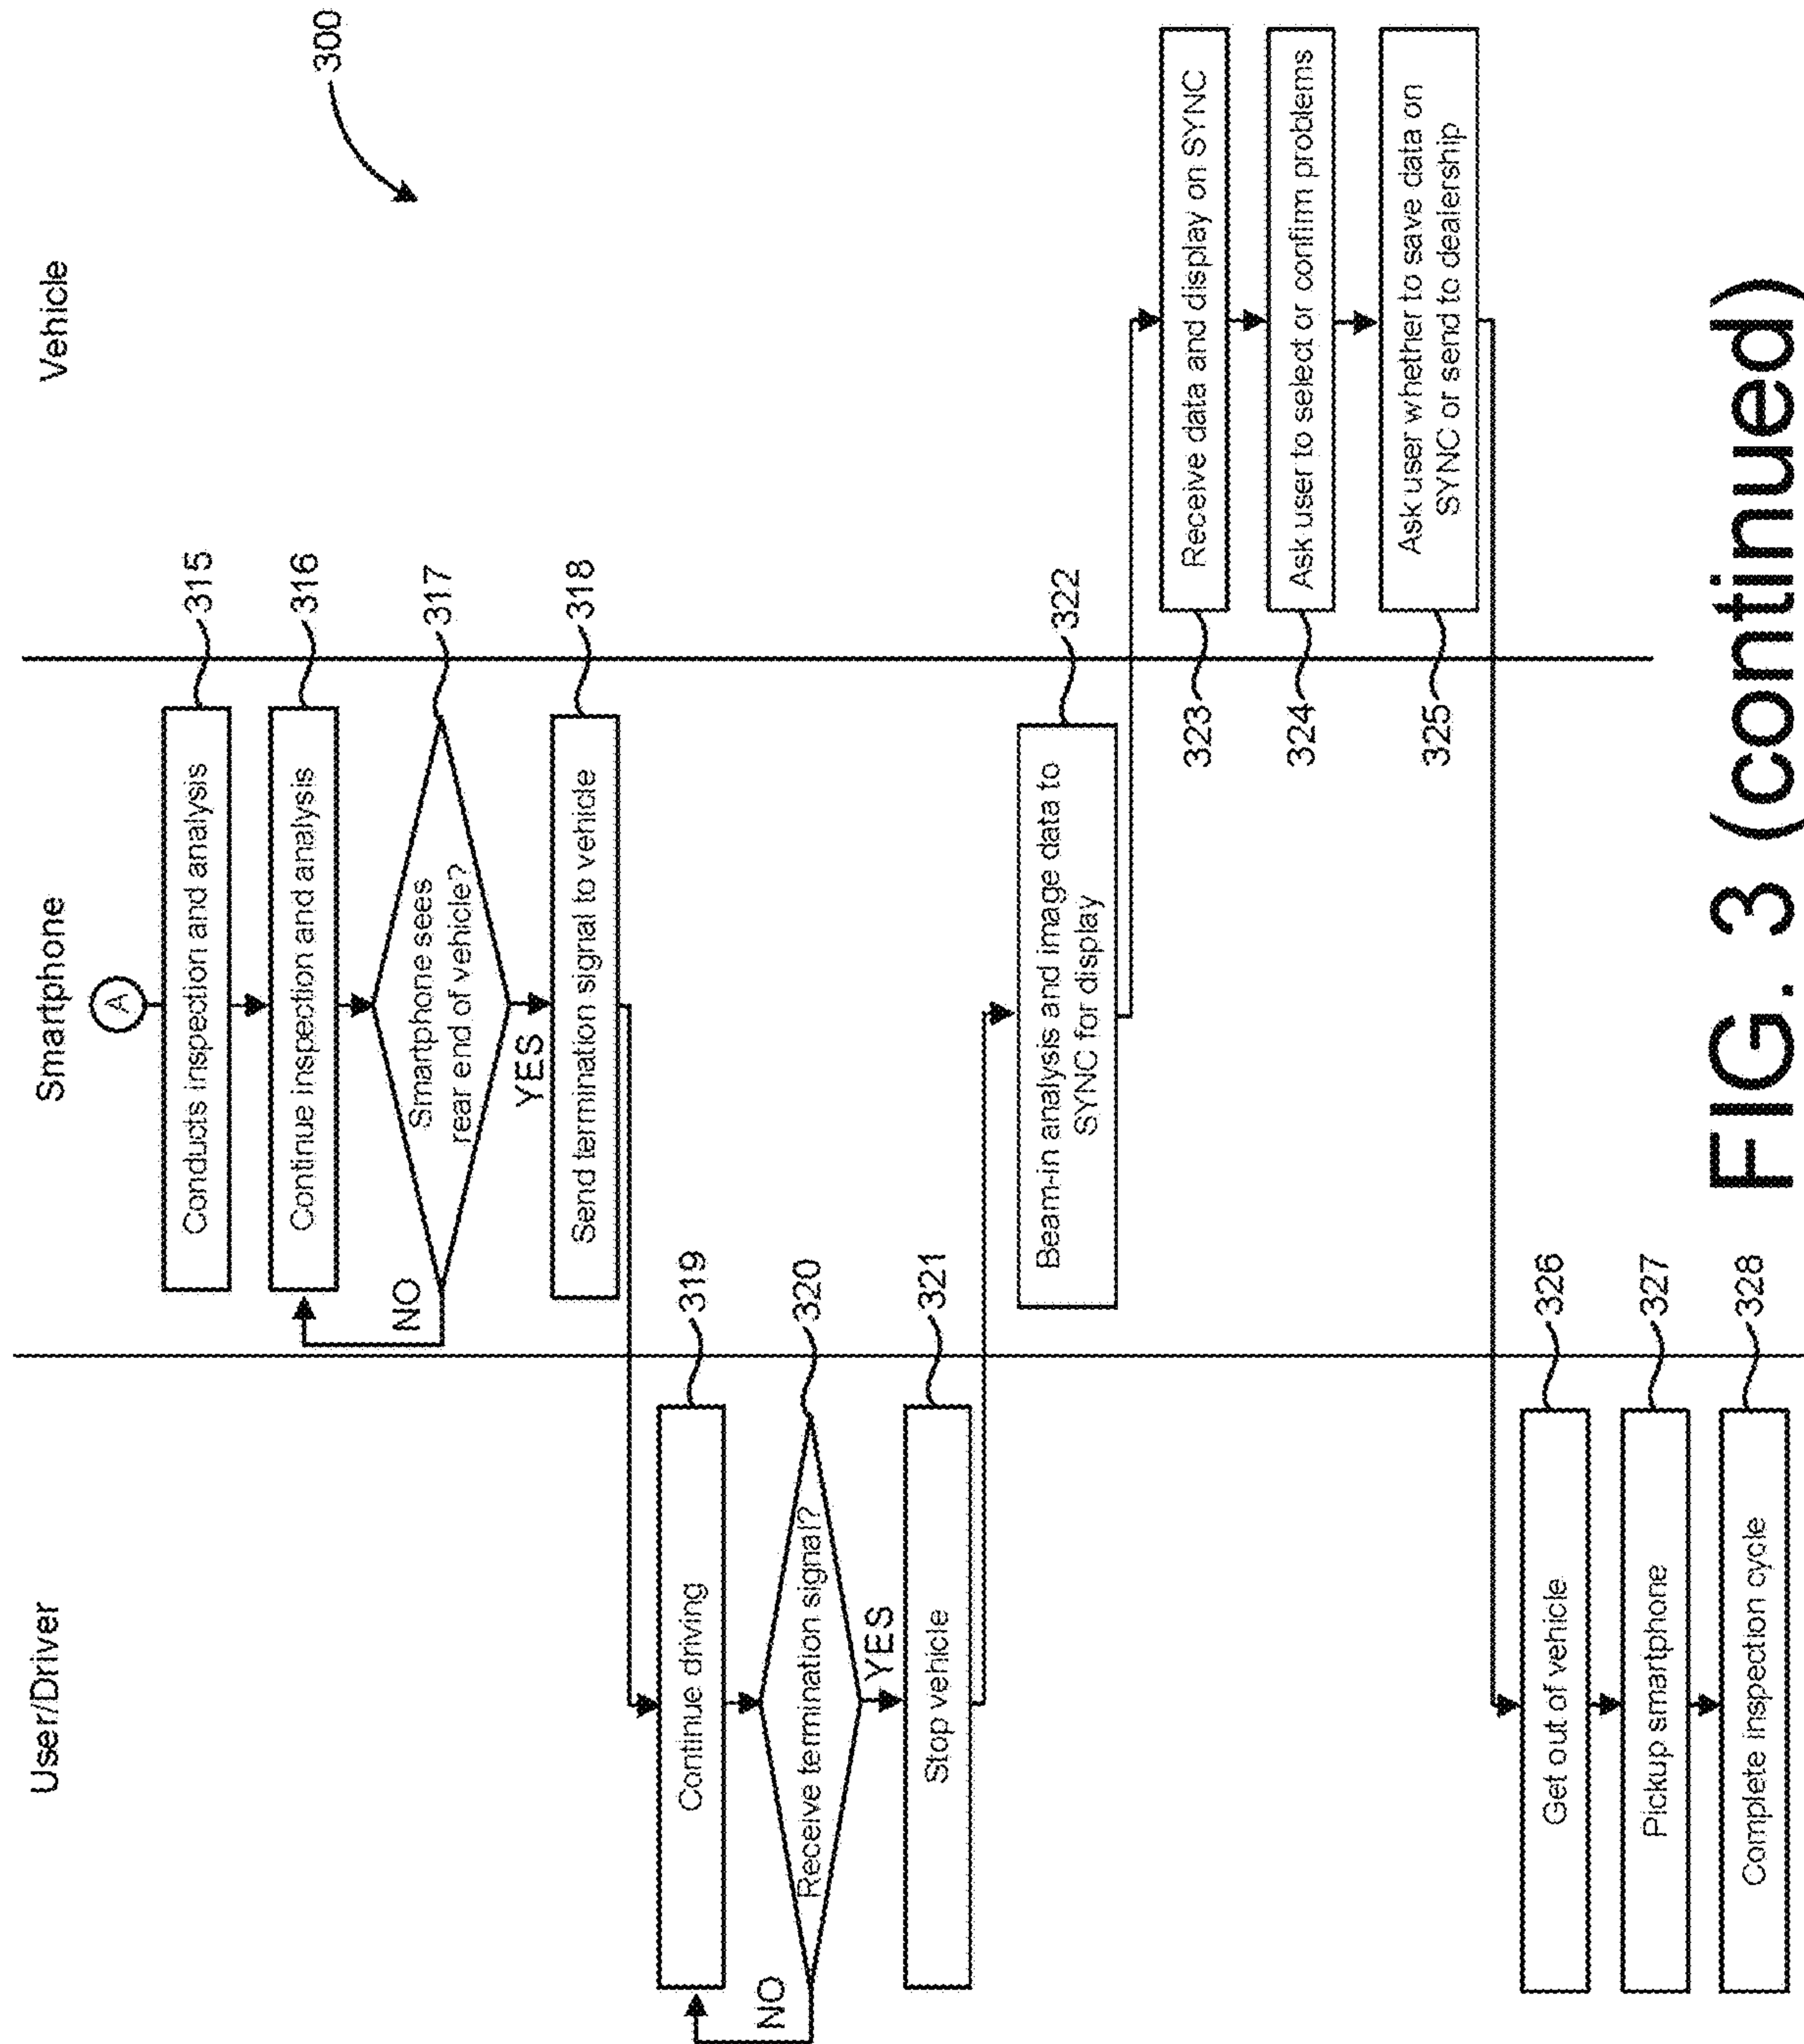 User/Driver
Smartphone
Vehicle
300
A
Conducts inspection and analysis
315
Continue inspection and analysis
316
NO
Smartphone sees
rear end of vehicle?
317
YES
Send termination signal to vehicle
318
Continue driving
319
NO
Receive termination signal?
320
YES
Stop vehicle
321
Beam-in analysis and image data to
SYNC for display
322
323
Receive data and display on SYNC
324
Ask user to select or confirm problems
325
Ask user whether to save data on
SYNC or send to dealership
Get out of vehicle
326
Pickup smartphone
327
Complete inspection cycle
328
FIG. 3 (continued)